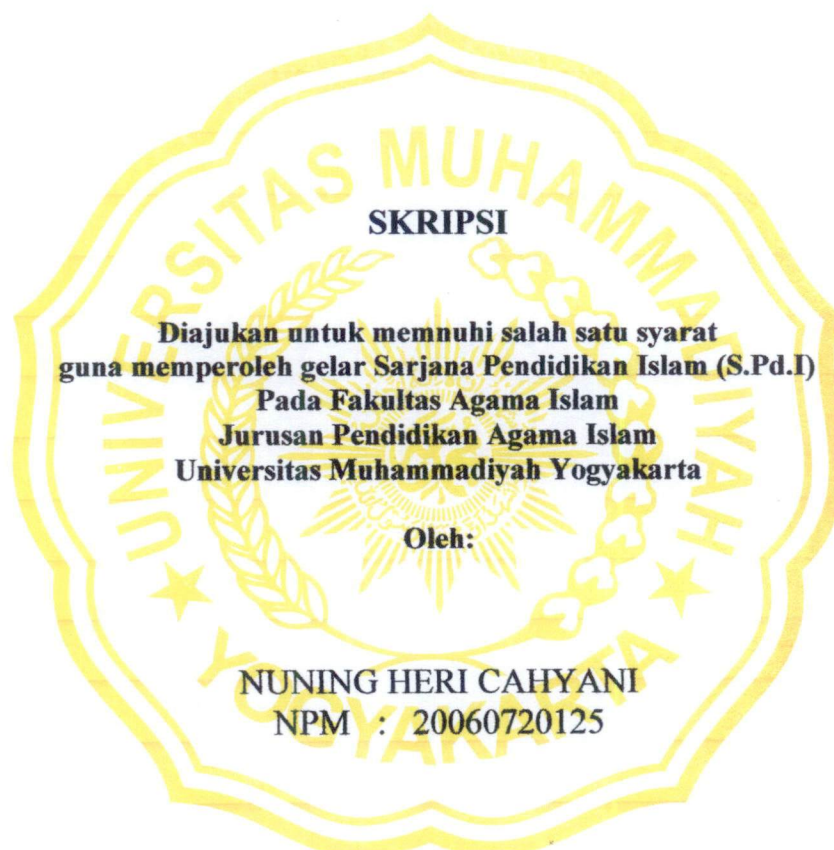 UNIVERSITAS MUHAMMADIYAH
SKRIPSI
Diajukan untuk memnuhi salah satu syarat
guna memperoleh gelar Sarjana Pendidikan Islam (S.Pd.I)
Pada Fakultas Agama Islam
Jurusan Pendidikan Agama Islam
Universitas Muhammadiyah Yogyakarta
Oleh:
NUNING HERI CAHYANI
NPM : 20060720125
YOGYAKARTA